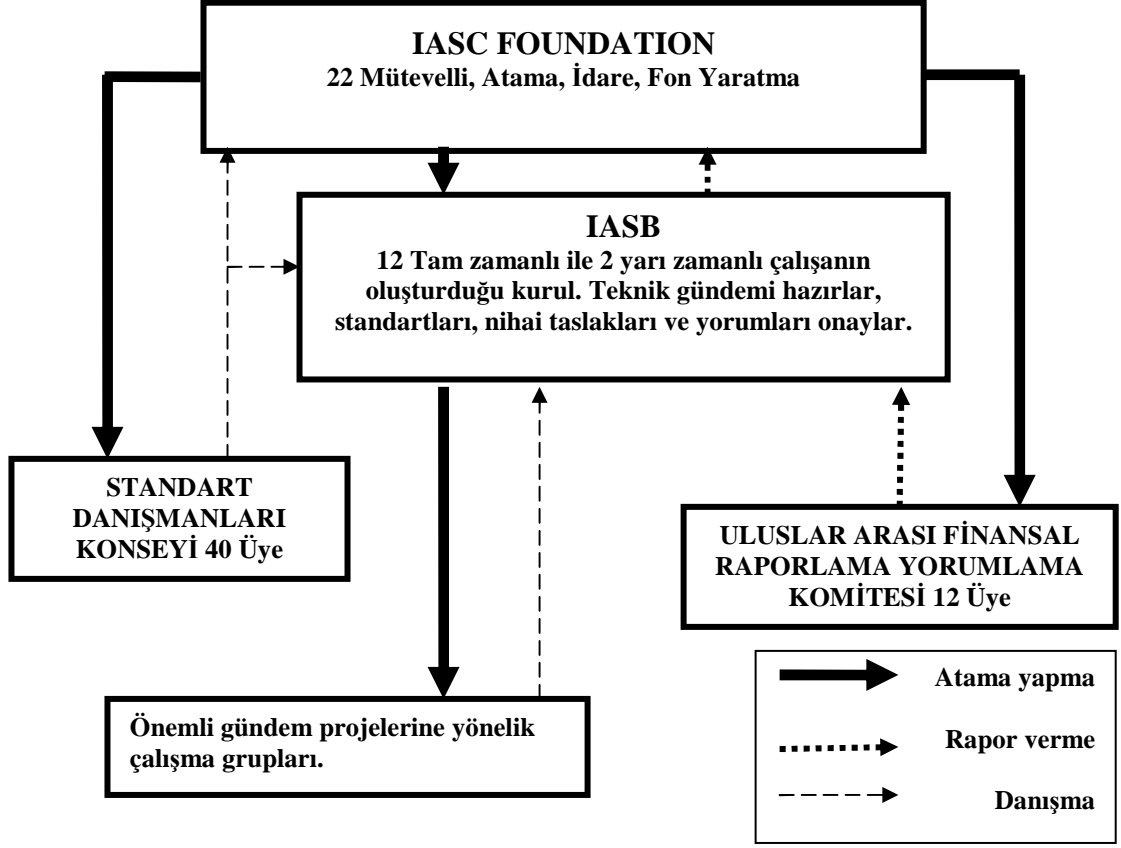 IASC FOUNDATION
22 Mütevelli, Atama, İdare, Fon Yaratma
IASB
12 Tam zamanlı ile 2 yarı zamanlı çalışanın
oluşturduğu kurul. Teknik gündemi hazırlar,
standartları, nihai taslakları ve yorumları onaylar.
STANDART
DANIŞMANLARI
KONSEYİ 40 Üye
ULUSLAR ARASI FİNANSAL
RAPORLAMA YORUMLAMA
KOMİTESİ 12 Üye
Önemli gündem projelerine yönelik
çalışma grupları.
Atama yapma
Rapor verme
Danışma